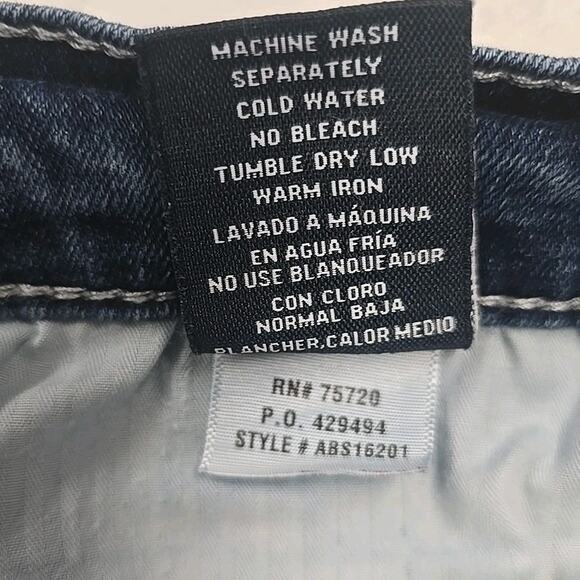 MACHINE WASH
SEPARATELY
COLD WATER
NO BLEACH
TUMBLE DRY LOW
WARM IRON
LAVADO A MÁQUINA
EN AGUA FRÍA
NO USE BLANQUEADOR
CON CLORO
NORMAL BAJA
PLANCHER,CALOR MEDIO
RN# 75720
P.O. 429494
STYLE # ABS16201